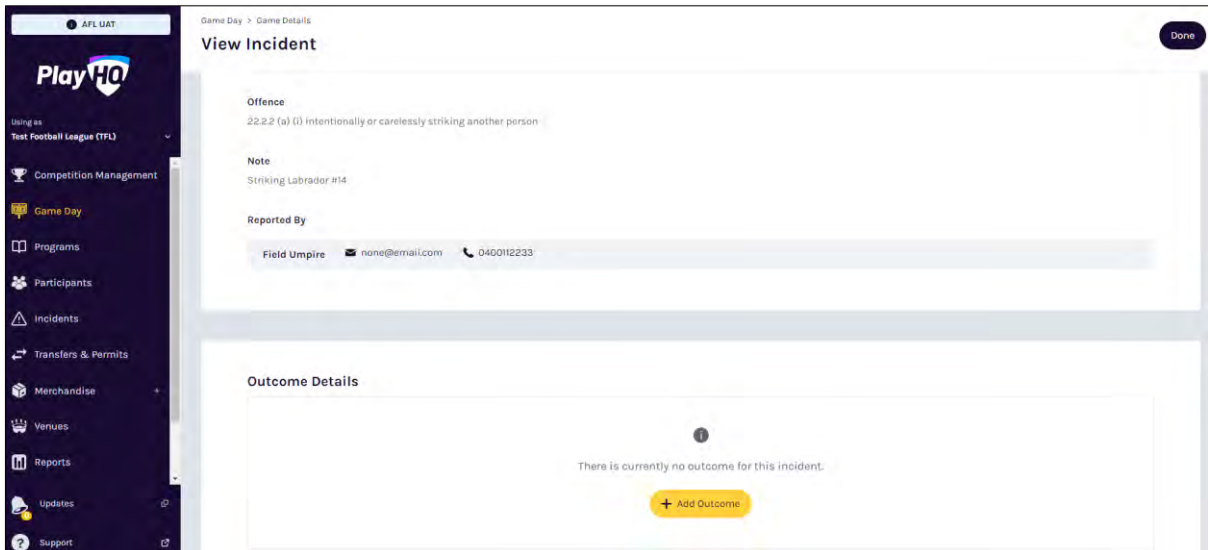 AFL UAT
PlayHQ
Using as
Test Football League (TFL)
Competition Management
Game Day
Programs
Participants
Incidents
Transfers & Permits
Merchandise +
Venues
Reports
Updates
Support
Game Day > Game Details
View Incident
Done
Offence
22.2.2 (a) (i) intentionally or carelessly striking another person
Note
Striking Labrador #14
Reported By
Field Umpire none@email.com 0400112233
Outcome Details
There is currently no outcome for this incident.
+ Add Outcome